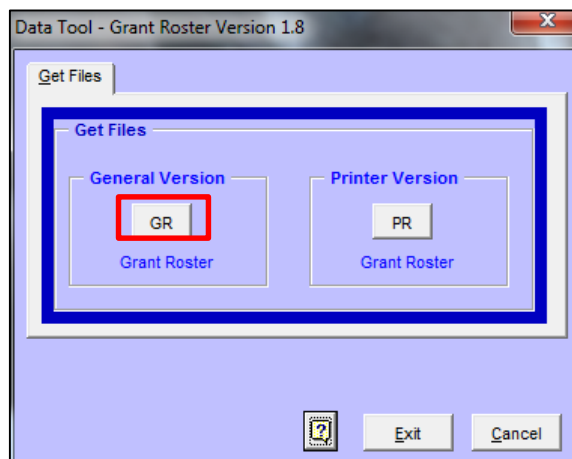 Data Tool - Grant Roster Version 1.8
X
Get Files
Get Files
General Version
Printer Version
GR
PR
Grant Roster
Grant Roster
?
Exit
Cancel